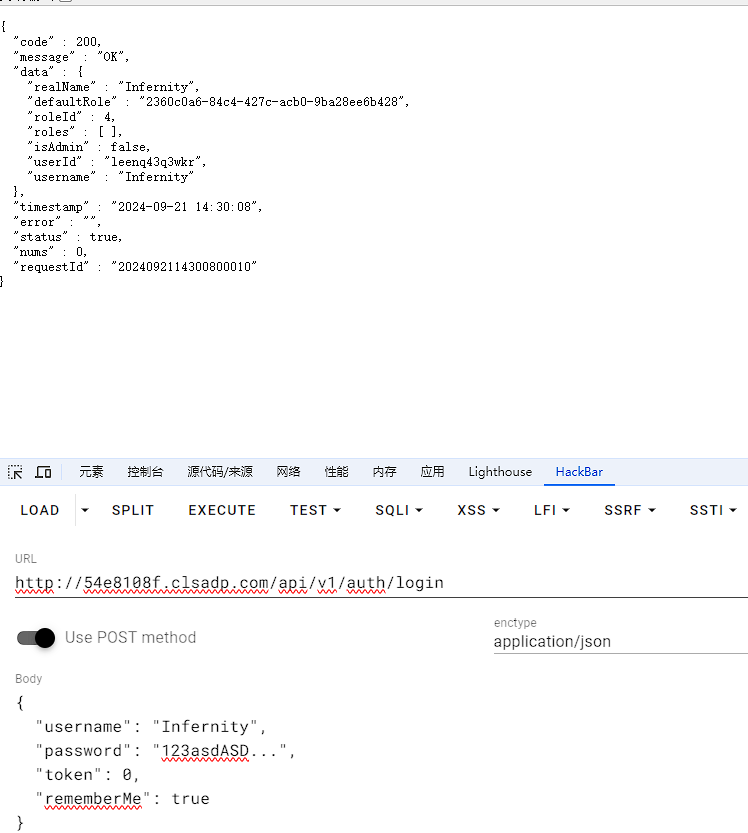 {
"code" : 200,
"message" : "OK",
"data" : {
"realName" : "Infernity",
"defaultRole" : "2360c0a6-84c4-427c-acb0-9ba28ee6b428",
"roleId" : 4,
"roles" : [ ],
"isAdmin" : false,
"userId" : "leenq43q3wkr",
"username" : "Infernity"
},
"timestamp" : "2024-09-21 14:30:08",
"error" : "",
"status" : true,
"nums" : 0,
"requestId" : "2024092114300800010"
}
元素 控制台 源代码/来源 网络 性能 内存 应用 Lighthouse HackBar
LOAD SPLIT EXECUTE TEST SQLI XSS LFI SSRF SSTI
URL
http://54e8108f.clsadp.com/api/v1/auth/login
Use POST method
enctype
application/json
Body
{
"username": "Infernity",
"password": "123asdASD...",
"token": 0,
"rememberMe": true
}